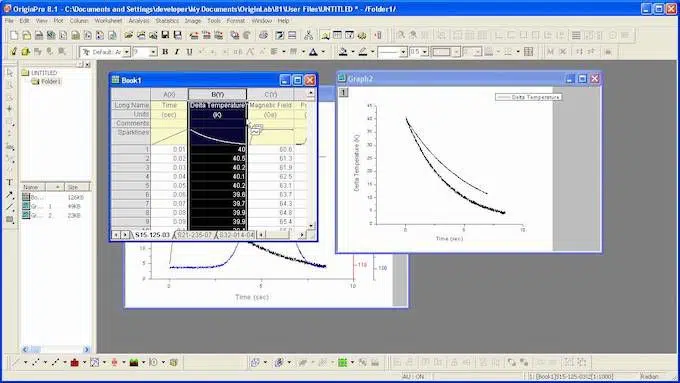 OriginPro 8.1 - C:\Documents and Settings\developer\My Documents\OriginLab\81\User Files\UNTITLED * - /Folder1/
File Edit View Plot Column Worksheet Analysis Statistics Image Tools Format Window Help
Default: Ar 9 B I U
0.5
UNTITLED
Folder1
Name Size
Bo... 126KB
Gr... 1 49KB
Gr... 2 23KB
Book1
A(X) B(Y) C(Y)
Long Name Time Delta Temperature Magnetic Field
Units (sec) (K) (Oe)
Comments
Sparklines
1 0.01 40 60.6
2 0.02 40.5 61.3
3 0.03 40.2 61.9
4 0.04 40.1 62.5
5 0.05 40.2 63.1
6 0.06 39.7 63.7
7 0.07 39.9 64.3
8 0.08 39.9 64.8
9 0.09 39.6 65.4
S15-125-03 S21-235-07 S32-014-04
Graph2
1
Delta Temperature
Delta Temperature (K)
45
40
35
30
25
20
15
10
5
0
0 5 10
Time (sec)
5
0
0 5 10
Time (sec)
110
100
AU : ON 1: [Book1]S15-125-03!2[1:1000] Radian